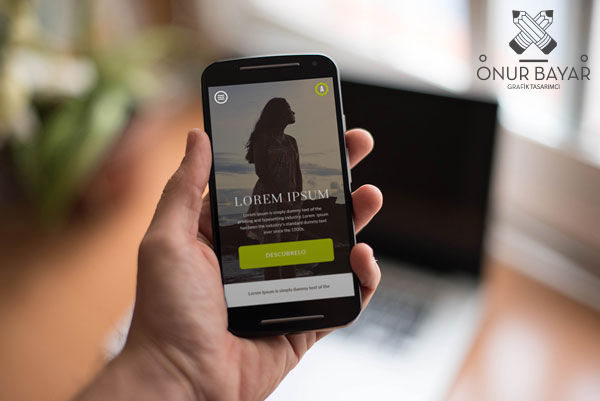 ONUR BAYAR
GRAFİK TASARIMCI
LOREM IPSUM
Lorem Ipsum is simply dummy text of the
printing and typesetting industry. Lorem Ipsum
has been the industry's standard dummy text
ever since the 1500s,
DESCÚBRELO
Lorem Ipsum is simply dummy text of the